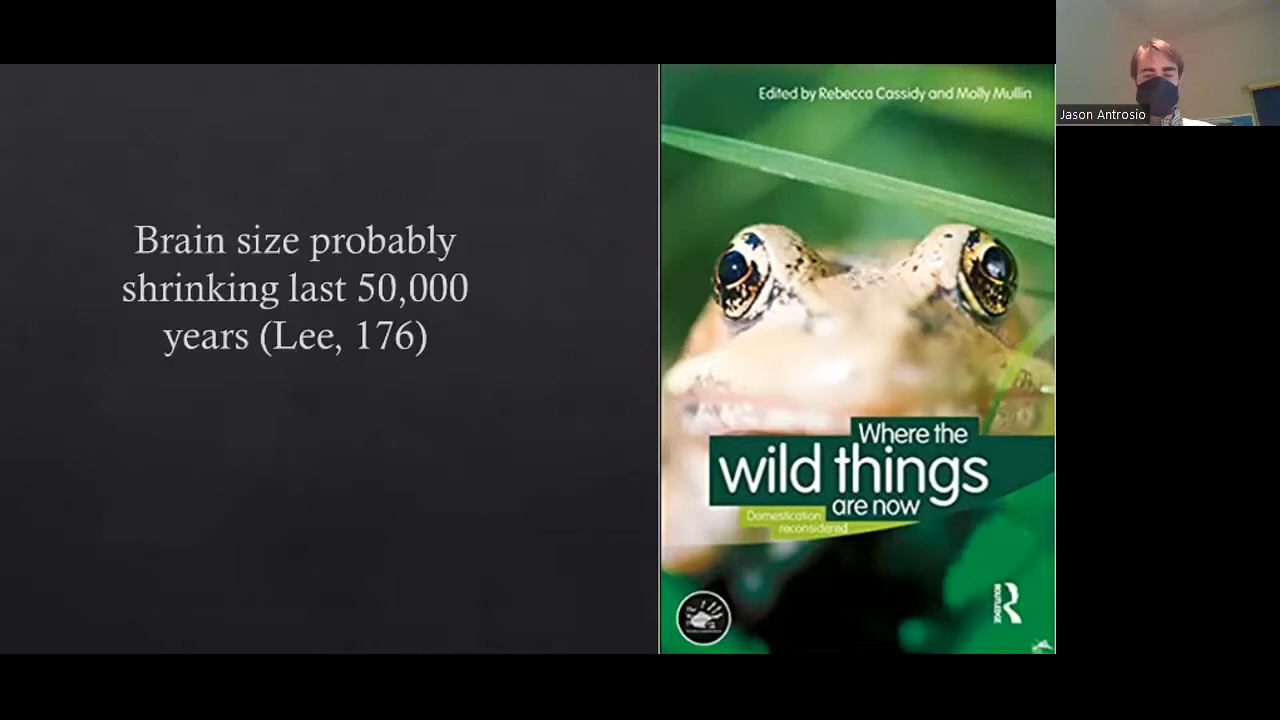 Brain size probably
shrinking last 50,000
years (Lee, 176)
Edited by Rebecca Cassidy and Molly Mullin
Where the
wild things
are now
Domestication
reconsidered
ROUTLEDGE
Jason Antrosio